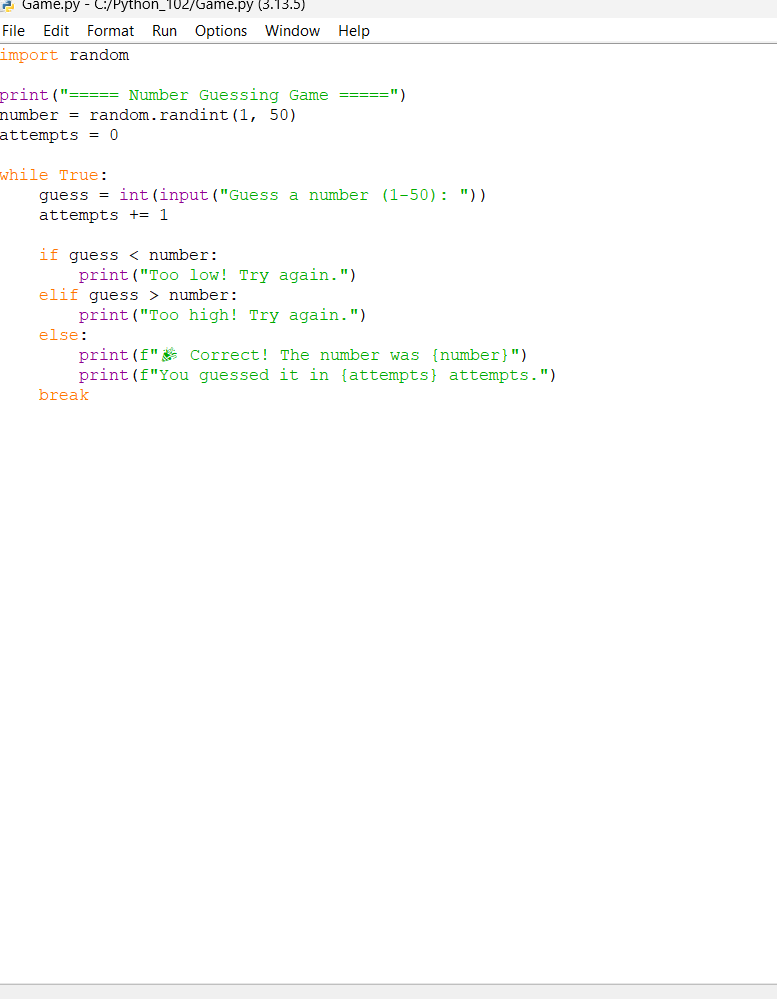 Game.py - C:/Python_102/Game.py (3.13.5)
File Edit Format Run Options Window Help
import random

print("===== Number Guessing Game =====")
number = random.randint(1, 50)
attempts = 0

while True:
    guess = int(input("Guess a number (1-50): "))
    attempts += 1

    if guess < number:
        print("Too low! Try again.")
    elif guess > number:
        print("Too high! Try again.")
    else:
        print(f"🎉 Correct! The number was {number}")
        print(f"You guessed it in {attempts} attempts.")
    break